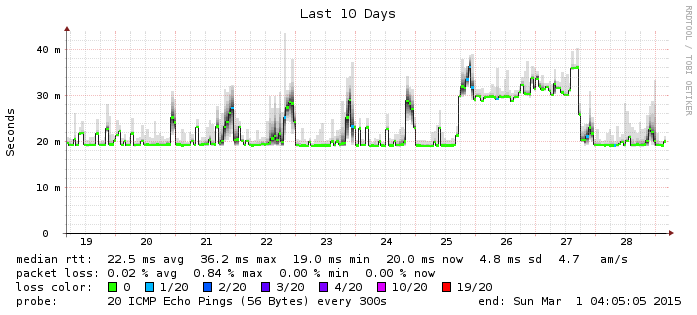 Last 10 Days
RRDTOOL / TOBI OETIKER
Seconds
40 m
30 m
20 m
10 m
0
19 20 21 22 23 24 25 26 27 28
median rtt: 22.5 ms avg 36.2 ms max 19.0 ms min 20.0 ms now 4.8 ms sd 4.7 am/s
packet loss: 0.02 % avg 0.84 % max 0.00 % min 0.00 % now
loss color: 0 1/20 2/20 3/20 4/20 10/20 19/20
probe: 20 ICMP Echo Pings (56 Bytes) every 300s end: Sun Mar 1 04:05:05 2015